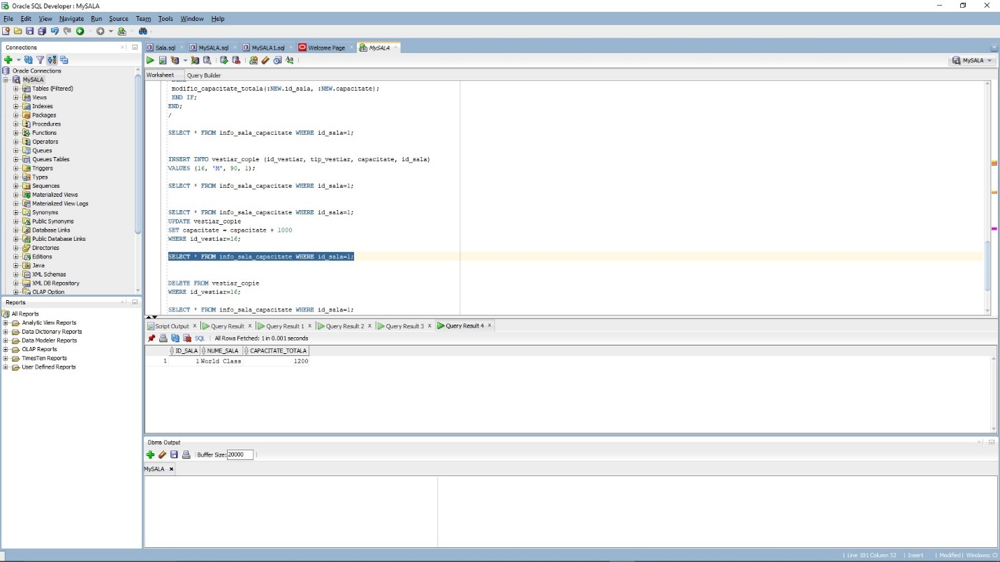 Oracle SQL Developer : MySALA
File Edit View Navigate Run Source Team Tools Window Help
Connections
Oracle Connections
MySALA
Tables (Filtered)
Views
Indexes
Packages
Procedures
Functions
Operators
Queues
Queues Tables
Triggers
Types
Sequences
Materialized Views
Materialized View Logs
Synonyms
Public Synonyms
Database Links
Public Database Links
Directories
Editions
Java
XML Schemas
XML DB Repository
OLAP Option
Reports
All Reports
Analytic View Reports
Data Dictionary Reports
Data Modeler Reports
OLAP Reports
TimesTen Reports
User Defined Reports
Sala.sql MySALA.sql MySALA1.sql Welcome Page MySALA
MySALA
Worksheet Query Builder
modific_capacitate_totala(:NEW.id_sala, :NEW.capacitate);
END IF;
END;
/
SELECT * FROM info_sala_capacitate WHERE id_sala=1;
INSERT INTO vestiar_copie (id_vestiar, tip_vestiar, capacitate, id_sala)
VALUES (16, 'M', 90, 1);
SELECT * FROM info_sala_capacitate WHERE id_sala=1;
SELECT * FROM info_sala_capacitate WHERE id_sala=1;
UPDATE vestiar_copie
SET capacitate = capacitate + 1000
WHERE id_vestiar=16;
SELECT * FROM info_sala_capacitate WHERE id_sala=1;
DELETE FROM vestiar_copie
WHERE id_vestiar=16;
SELECT * FROM info_sala_capacitate WHERE id_sala=1;
Script Output Query Result Query Result 1 Query Result 2 Query Result 3 Query Result 4
SQL All Rows Fetched: 1 in 0.001 seconds
ID_SALA NUME_SALA CAPACITATE_TOTALA
1 1 World Class 1200
Dbms Output
Buffer Size: 20000
MySALA
Line 101 Column 52 Insert Modified Windows: Cl